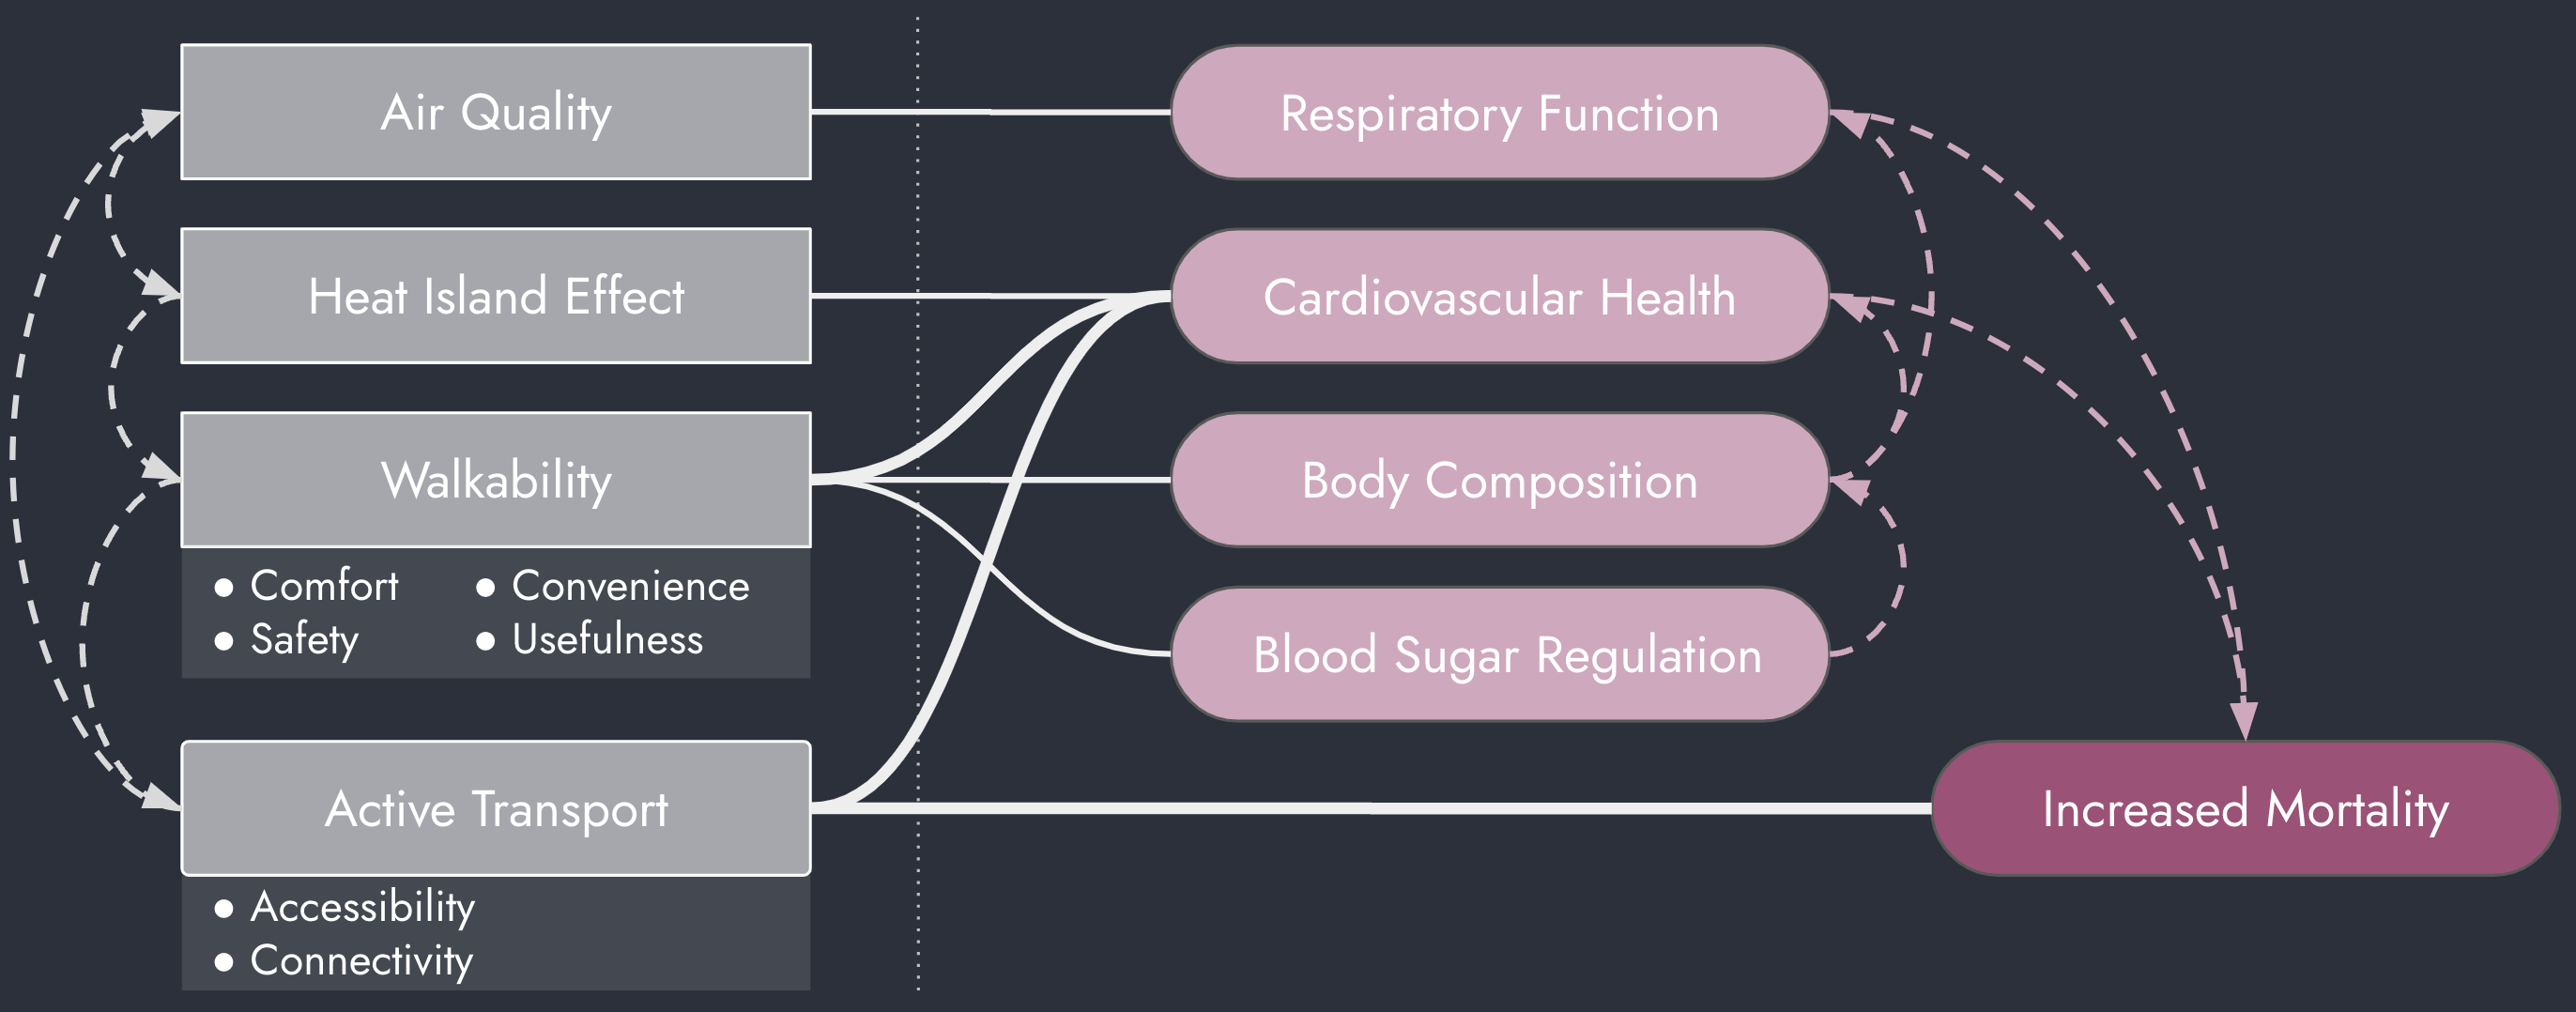 Air Quality
Heat Island Effect
Walkability
● Comfort
● Safety
● Convenience
● Usefulness
Active Transport
● Accessibility
● Connectivity
Respiratory Function
Cardiovascular Health
Body Composition
Blood Sugar Regulation
Increased Mortality